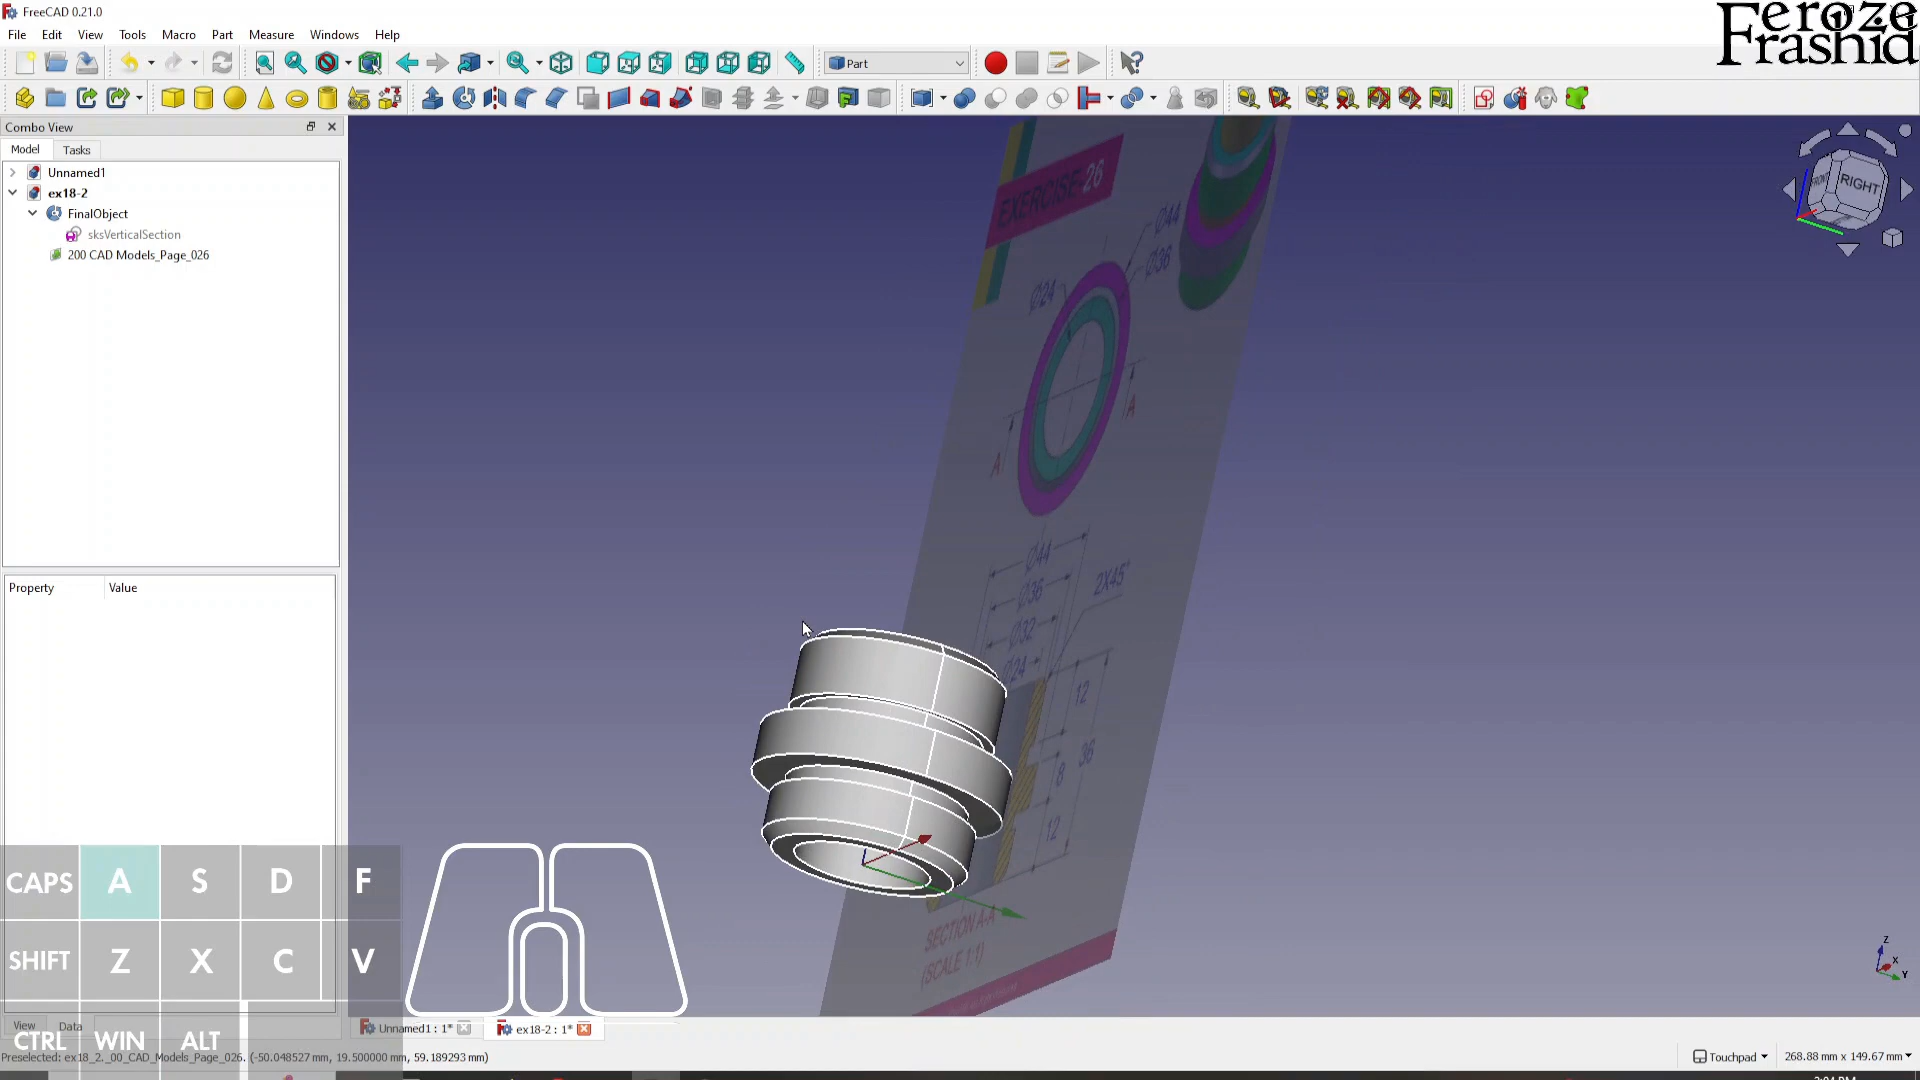 FreeCAD 0.21.0
Feroze
Frashid
File Edit View Tools Macro Part Measure Windows Help
Part
Combo View
Model Tasks
Unnamed1
ex18-2
FinalObject
sksVerticalSection
200 CAD Models_Page_026
Property Value
EXERCISE-26
Ø44
Ø36
Ø24
A
A
Ø44
Ø36
2X45°
Ø32
Ø24
12
36
8
12
SECTION A-A
(SCALE 1:1)
FRONT
RIGHT
CAPS A S D F
SHIFT Z X C V
CTRL WIN ALT
View Data
Unnamed1 : 1*
ex18-2 : 1*
Z
X
Y
Preselected: ex18_2._00_CAD_Models_Page_026. (-50.048527 mm, 19.500000 mm, 59.189293 mm)
Touchpad
268.88 mm x 149.67 mm